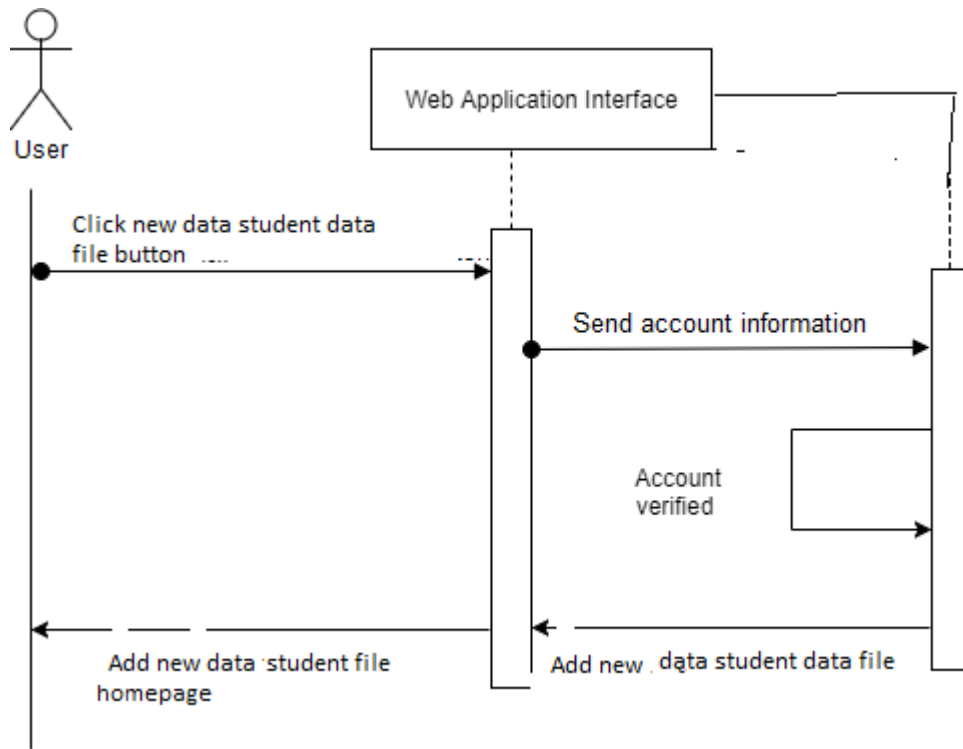 User
Web Application Interface
Click new data student data
file button
Send account information
Account
verified
Add new data student file
homepage
Add new data student data file